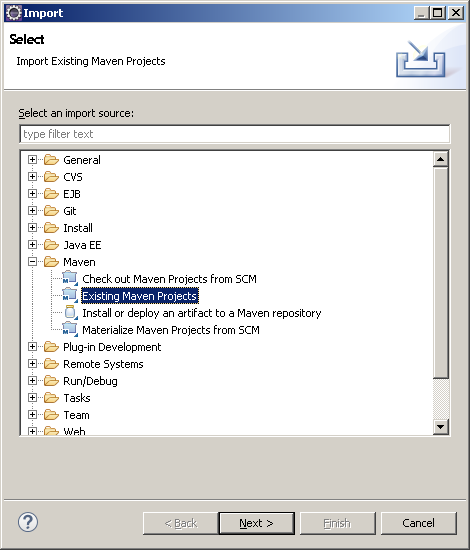 Import
Select
Import Existing Maven Projects
Select an import source:
type filter text
General
CVS
EJB
Git
Install
Java EE
Maven
Check out Maven Projects from SCM
Existing Maven Projects
Install or deploy an artifact to a Maven repository
Materialize Maven Projects from SCM
Plug-in Development
Remote Systems
Run/Debug
Tasks
Team
Web
< Back
Next >
Finish
Cancel